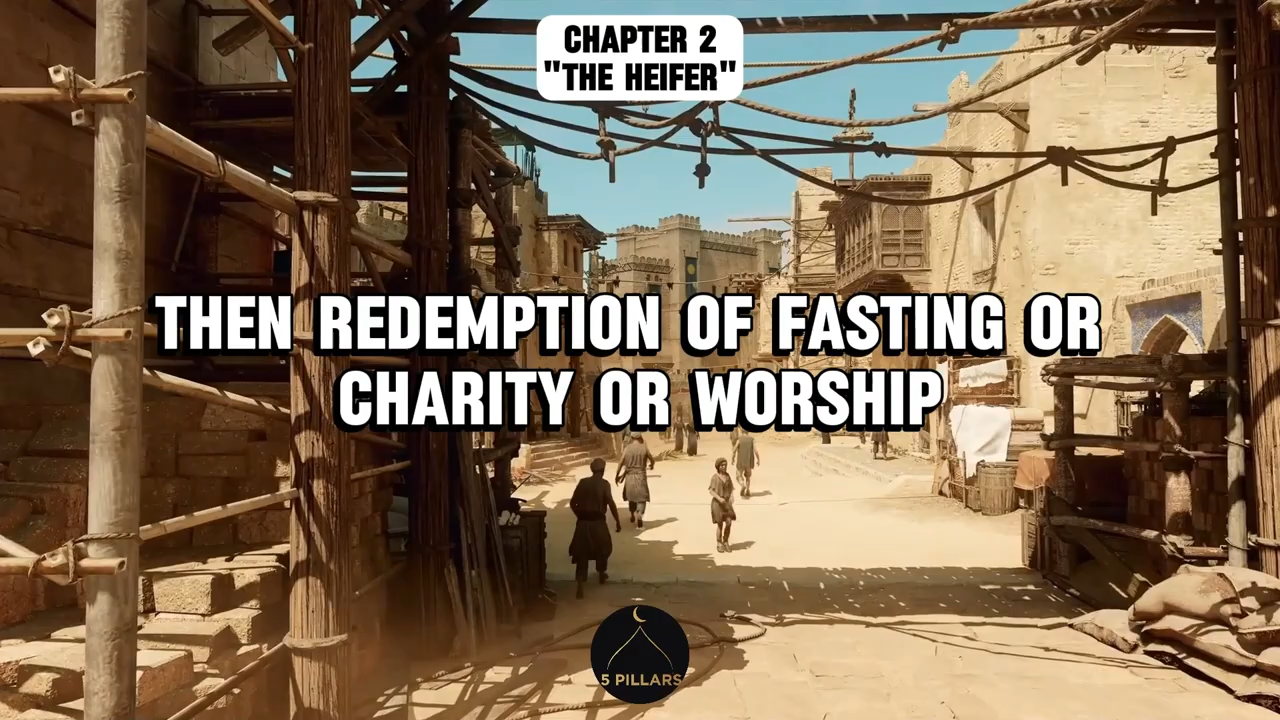 CHAPTER 2
"THE HEIFER"
THEN REDEMPTION OF FASTING OR
CHARITY OR WORSHIP
5 PILLARS